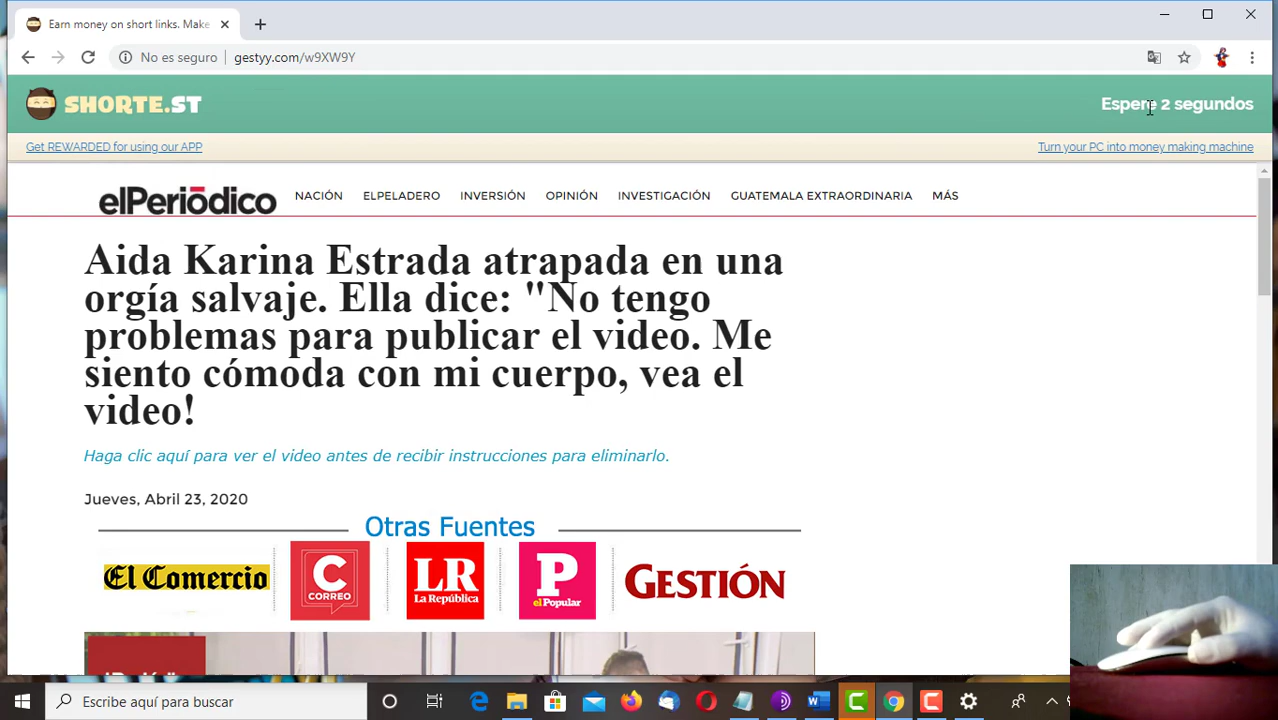 Earn money on short links. Make
No es seguro
gestyy.com/w9XW9Y
SHORTE.ST
Espere 2 segundos
Get REWARDED for using our APP
Turn your PC into money making machine
elPeriódico
NACIÓN ELPELADERO INVERSIÓN OPINIÓN INVESTIGACIÓN GUATEMALA EXTRAORDINARIA MÁS
Aida Karina Estrada atrapada en una
orgía salvaje. Ella dice: "No tengo
problemas para publicar el video. Me
siento cómoda con mi cuerpo, vea el
video!
Haga clic aquí para ver el video antes de recibir instrucciones para eliminarlo.
Jueves, Abril 23, 2020
Otras Fuentes
El Comercio
C
CORREO
LR
La República
P
el Popular
GESTIÓN
Escribe aquí para buscar